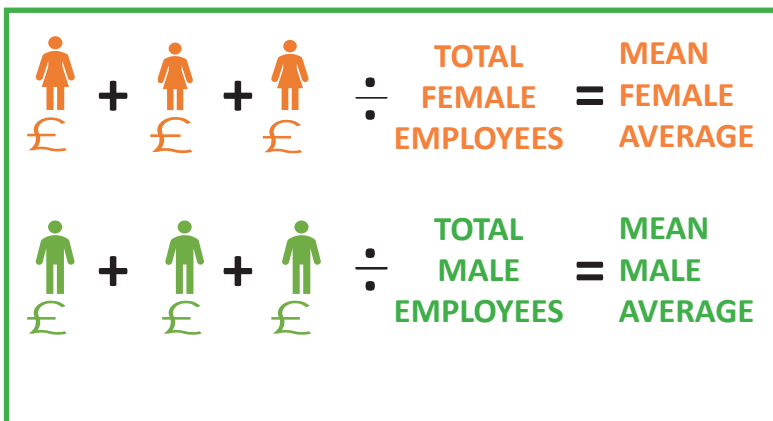 + + ÷ TOTAL FEMALE EMPLOYEES = MEAN FEMALE AVERAGE
£ £ £
+ + ÷ TOTAL MALE EMPLOYEES = MEAN MALE AVERAGE
£ £ £